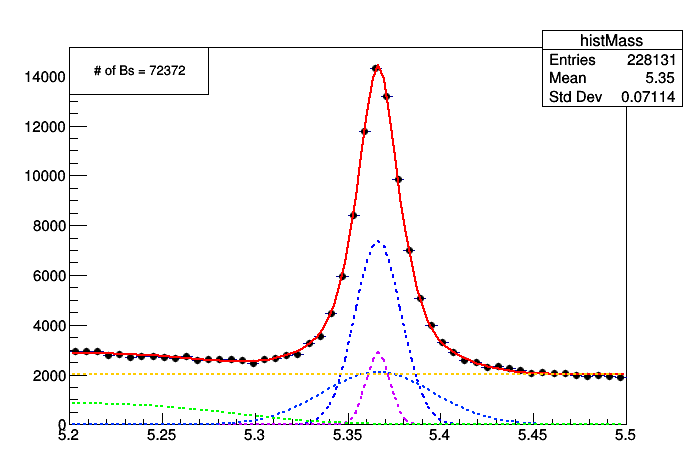 histMass
Entries 228131
Mean 5.35
Std Dev 0.07114
# of Bs = 72372
14000
12000
10000
8000
6000
4000
2000
0
5.2 5.25 5.3 5.35 5.4 5.45 5.5